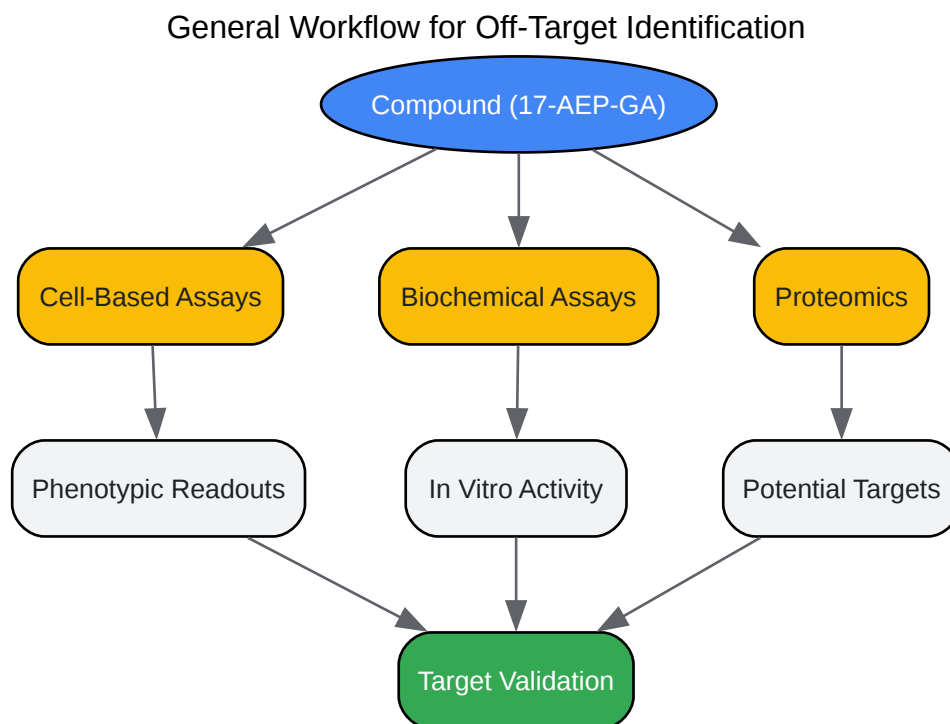 General Workflow for Off-Target Identification
Compound (17-AEP-GA)
Cell-Based Assays
Biochemical Assays
Proteomics
Phenotypic Readouts
In Vitro Activity
Potential Targets
Target Validation